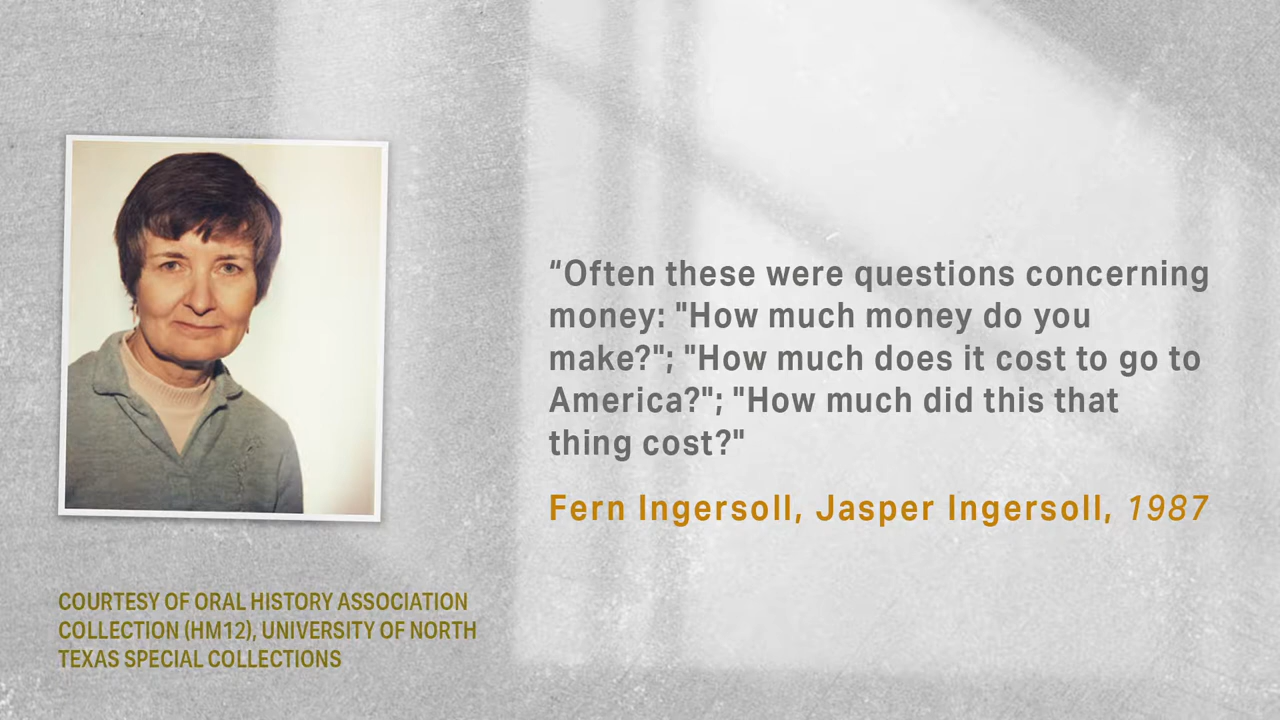 “Often these were questions concerning
money: "How much money do you
make?"; "How much does it cost to go to
America?"; "How much did this that
thing cost?"
Fern Ingersoll, Jasper Ingersoll, 1987
COURTESY OF ORAL HISTORY ASSOCIATION
COLLECTION (HM12), UNIVERSITY OF NORTH
TEXAS SPECIAL COLLECTIONS